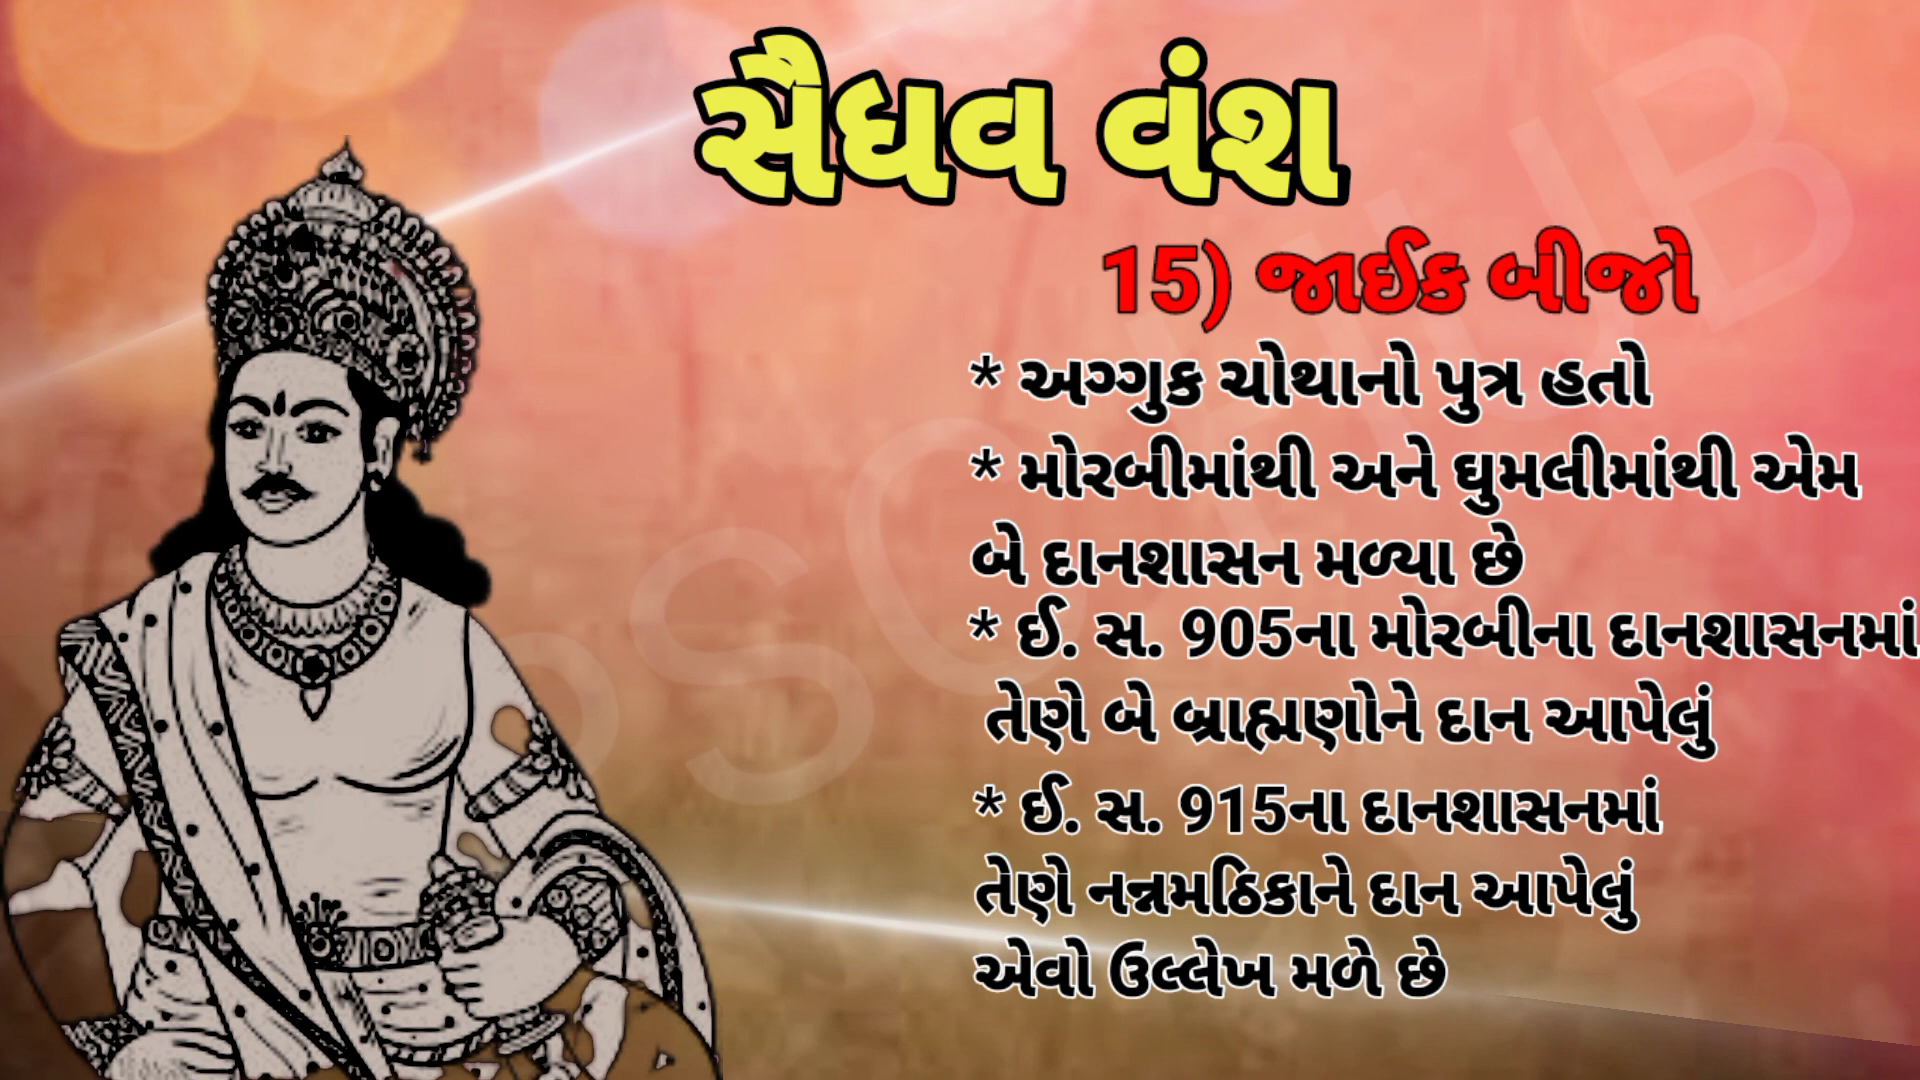 સૈધવ વંશ
15) જાઈક બીજો
* અગ્ગુક ચોથાનો પુત્ર હતો
* મોરબીમાંથી અને ઘુમલીમાંથી એમ
બે દાનશાસન મળ્યા છે
* ઈ. સ. 905ના મોરબીના દાનશાસનમાં
તેણે બે બ્રાહ્મણોને દાન આપેલું
* ઈ. સ. 915ના દાનશાસનમાં
તેણે નન્નમઠિકાને દાન આપેલું
એવો ઉલ્લેખ મળે છે